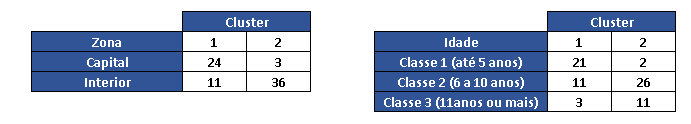 Cluster
Zona 1 2
Capital 24 3
Interior 11 36
Cluster
Idade 1 2
Classe 1 (até 5 anos) 21 2
Classe 2 (6 a 10 anos) 11 26
Classe 3 (11anos ou mais) 3 11